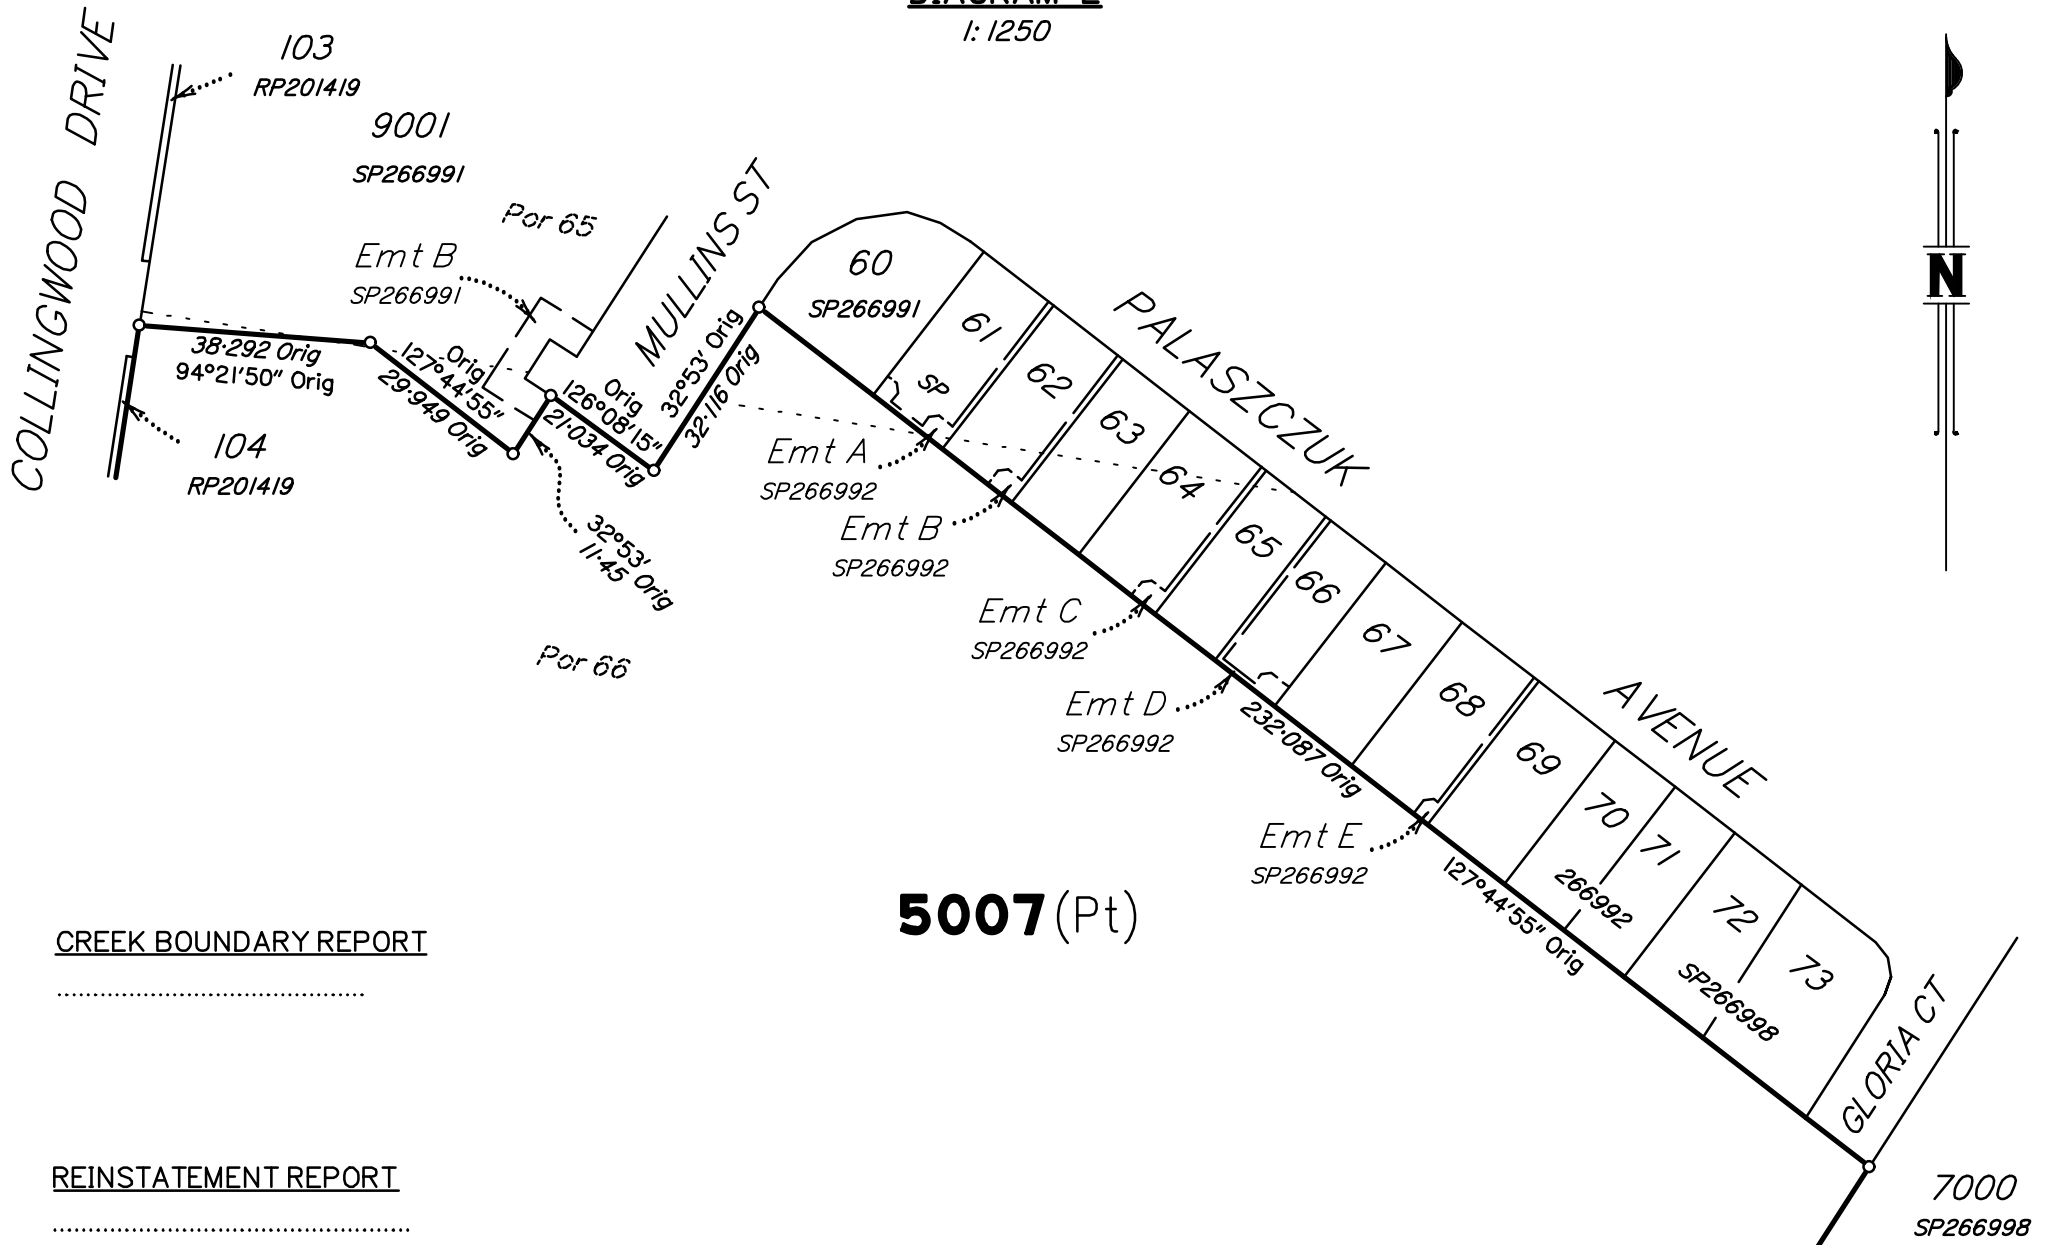 1: 1250
103
RP201419
9001
SP266991
COLLINGWOOD DRIVE
Por 65
Emt B
SP266991
MULLINS ST
60
SP266991
61
SP
62
63
64
65
66
67
68
69
70
71
266992
72
73
SP266998
PALASZCZUK
AVENUE
GLORIA CT
N
38·292 Orig
94°21'50" Orig
Orig
127°44'55"
29·949 Orig
Orig
126°08'15"
21·034 Orig
32°53' Orig
32·116 Orig
32°53'
11·45 Orig
104
RP201419
Por 66
Emt A
SP266992
Emt B
SP266992
Emt C
SP266992
Emt D
SP266992
Emt E
SP266992
232·087 Orig
127°44'55" Orig
5007 (Pt)
CREEK BOUNDARY REPORT
REINSTATEMENT REPORT
7000
SP266998